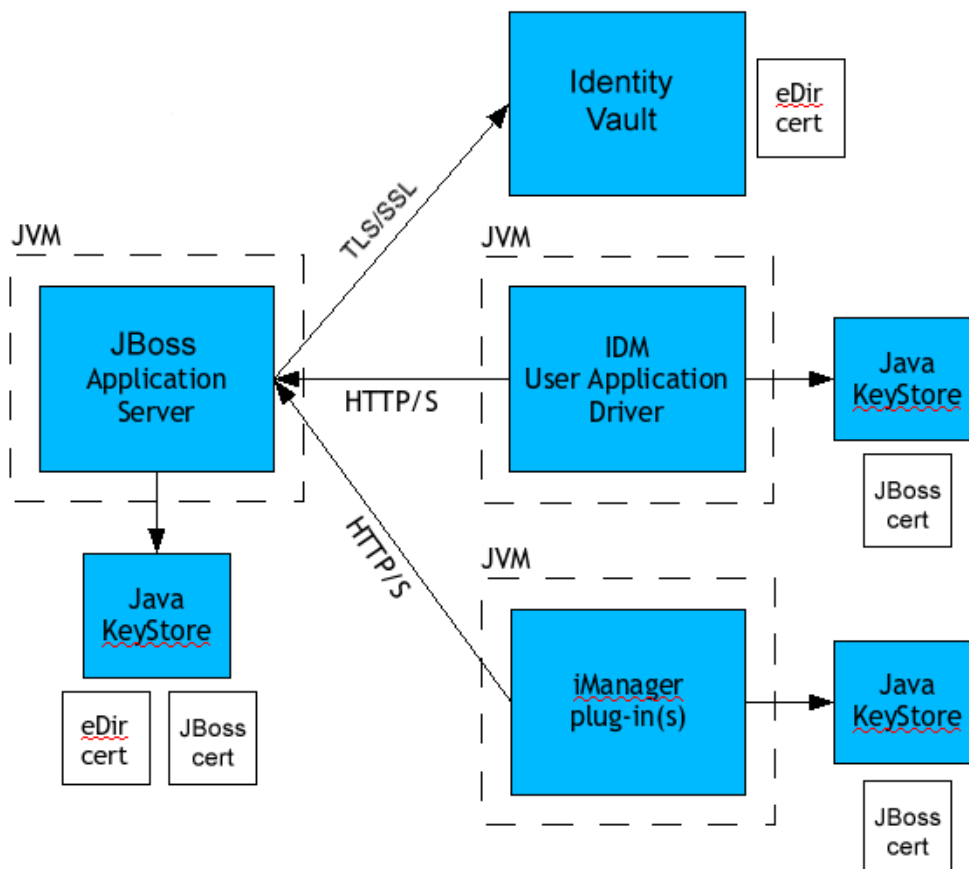 Identity
Vault
eDir
cert
TLS/SSL
JVM
JBoss
Application
Server
HTTP/S
JVM
IDM
User Application
Driver
Java
KeyStore
JBoss
cert
Java
KeyStore
eDir
cert
JBoss
cert
HTTP/S
JVM
iManager
plug-in(s)
Java
KeyStore
JBoss
cert